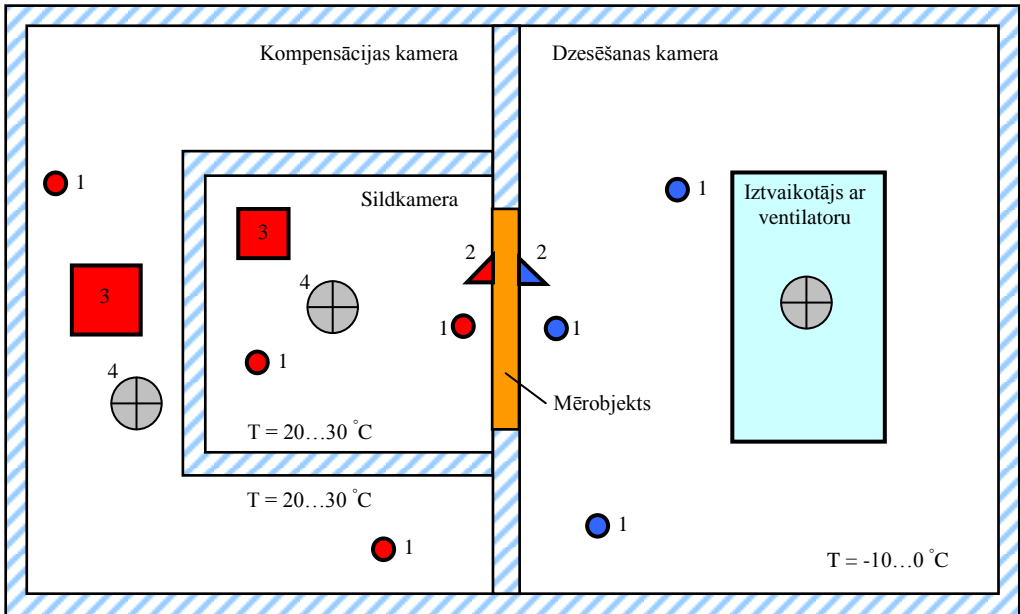 Kompensācijas kamera
Dzesēšanas kamera
1
1
Sildkamera
Iztvaikotājs ar
ventilatoru
3
2
2
3
4
1
1
1
4
Mērobjekts
T = 20…30 °C
T = 20…30 °C
1
1
T = -10…0 °C